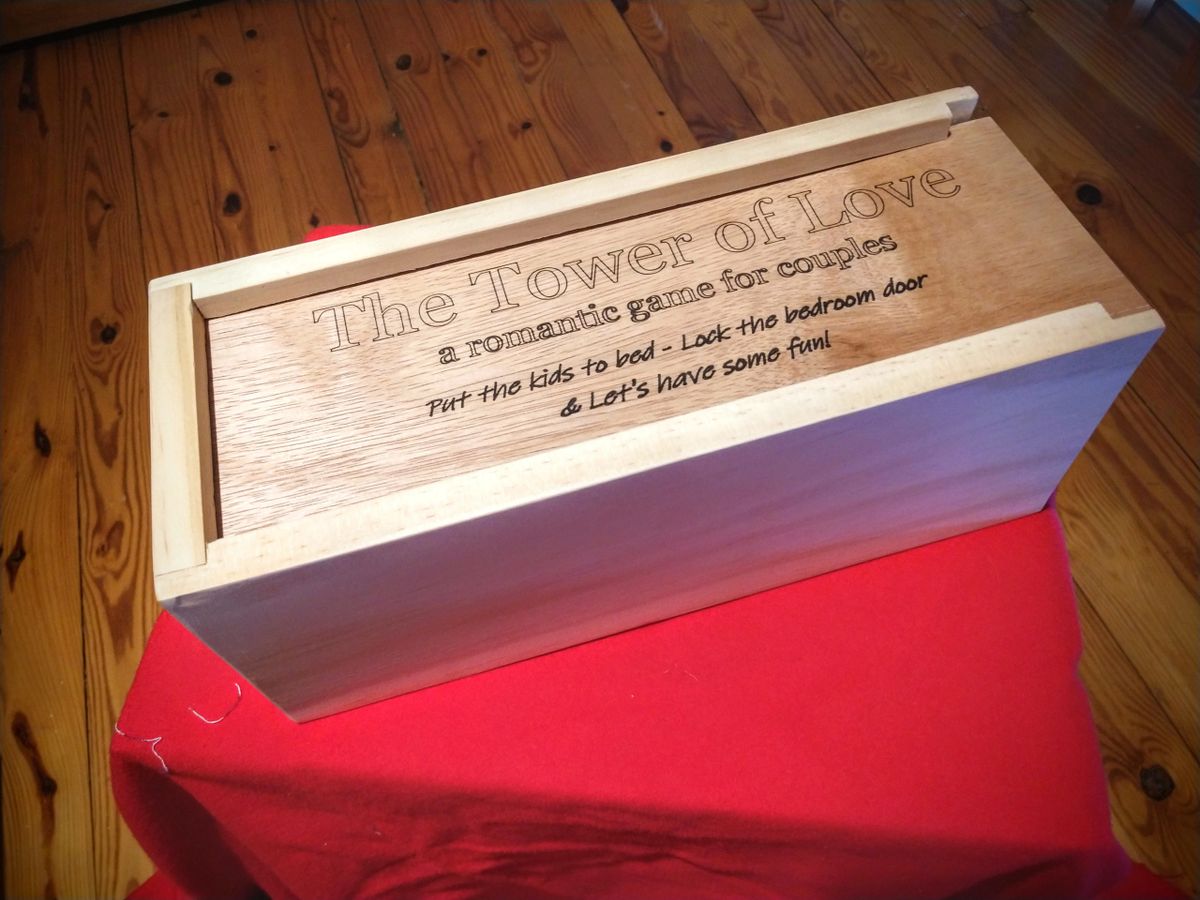 The Tower of Love
a romantic game for couples
Put the kids to bed - Lock the bedroom door
& Let's have some fun!